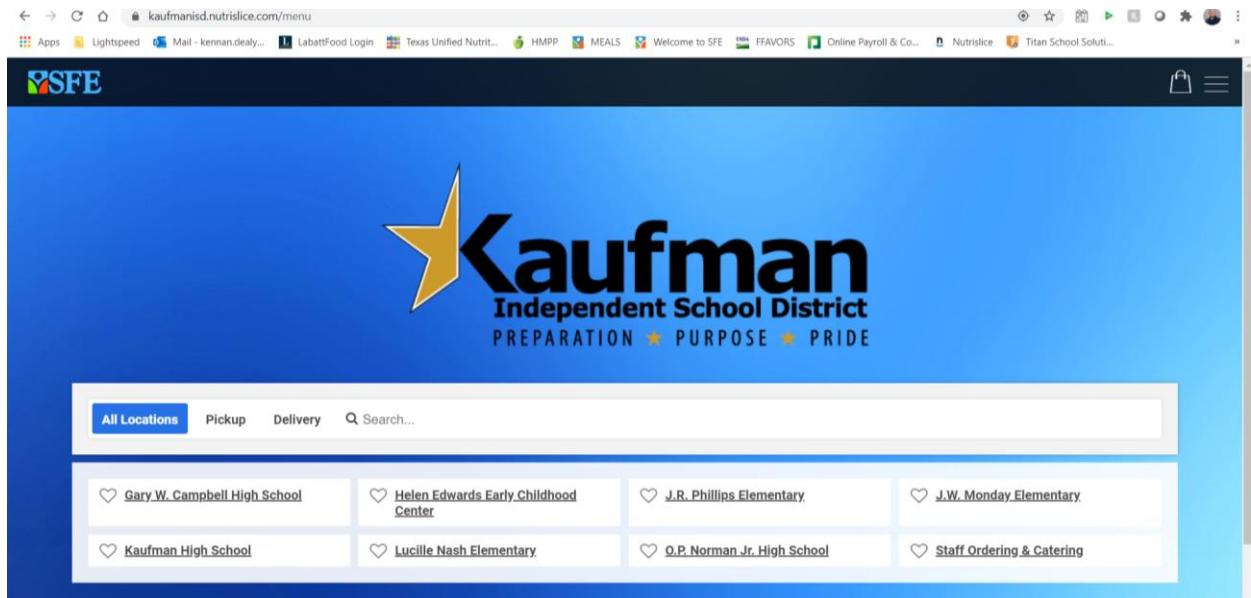 kaufmanisd.nutrislice.com/menu
Apps Lightspeed Mail - kennan.dealy... LabattFood Login Texas Unified Nutrit... HMPP MEALS Welcome to SFE FFAVORS Online Payroll & Co... Nutrislice Titan School Soluti... »
SFE
Kaufman
Independent School District
PREPARATION ★ PURPOSE ★ PRIDE
All Locations Pickup Delivery Search...
Gary W. Campbell High School
Helen Edwards Early Childhood
Center
J.R. Phillips Elementary
J.W. Monday Elementary
Kaufman High School
Lucille Nash Elementary
O.P. Norman Jr. High School
Staff Ordering & Catering